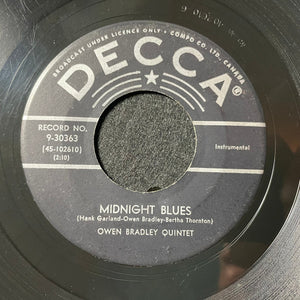 BROADCAST UNDER LICENCE ONLY • COMPO CO. LTD., CANADA
DECCA®
RECORD NO.
9-30363
(45-102610)
(2:10)
Instrumental
MIDNIGHT BLUES
(Hank Garland-Owen Bradley-Bertha Thornton)
OWEN BRADLEY QUINTET